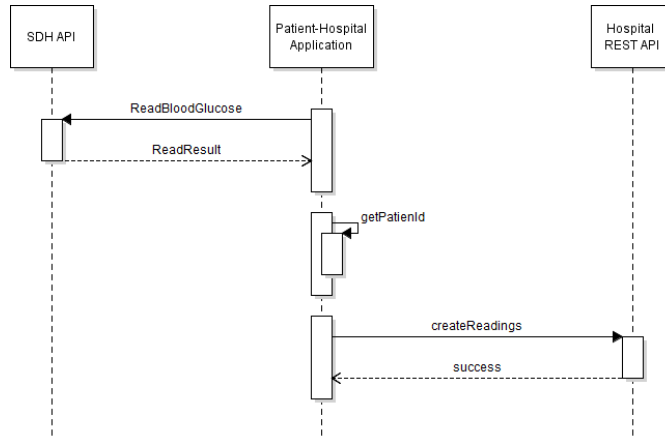 SDH API
Patient-Hospital
Application
Hospital
REST API
ReadBloodGlucose
ReadResult
getPatienId
createReadings
success